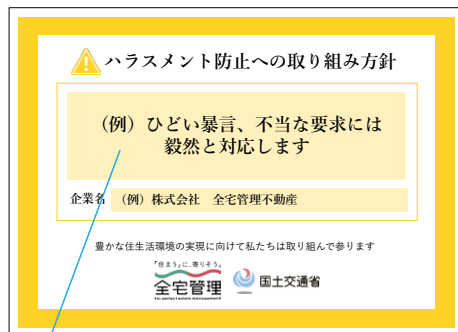 ハラスメント防止への取り組み方針
(例)ひどい暴言、不当な要求には
毅然と対応します
企業名 (例)株式会社 全宅管理不動産
豊かな住生活環境の実現に向けて私たちは取り組んで参ります
「住まう」に、寄りそう。
全宅管理
For perfect estate management
国土交通省